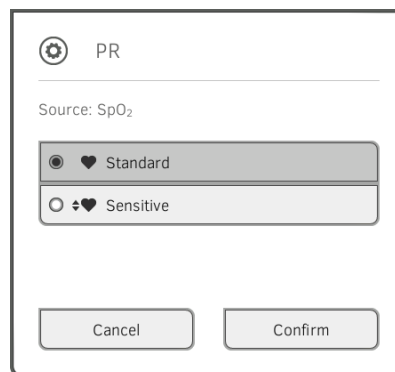 PR
Source: SpO₂
Standard
Sensitive
Cancel Confirm